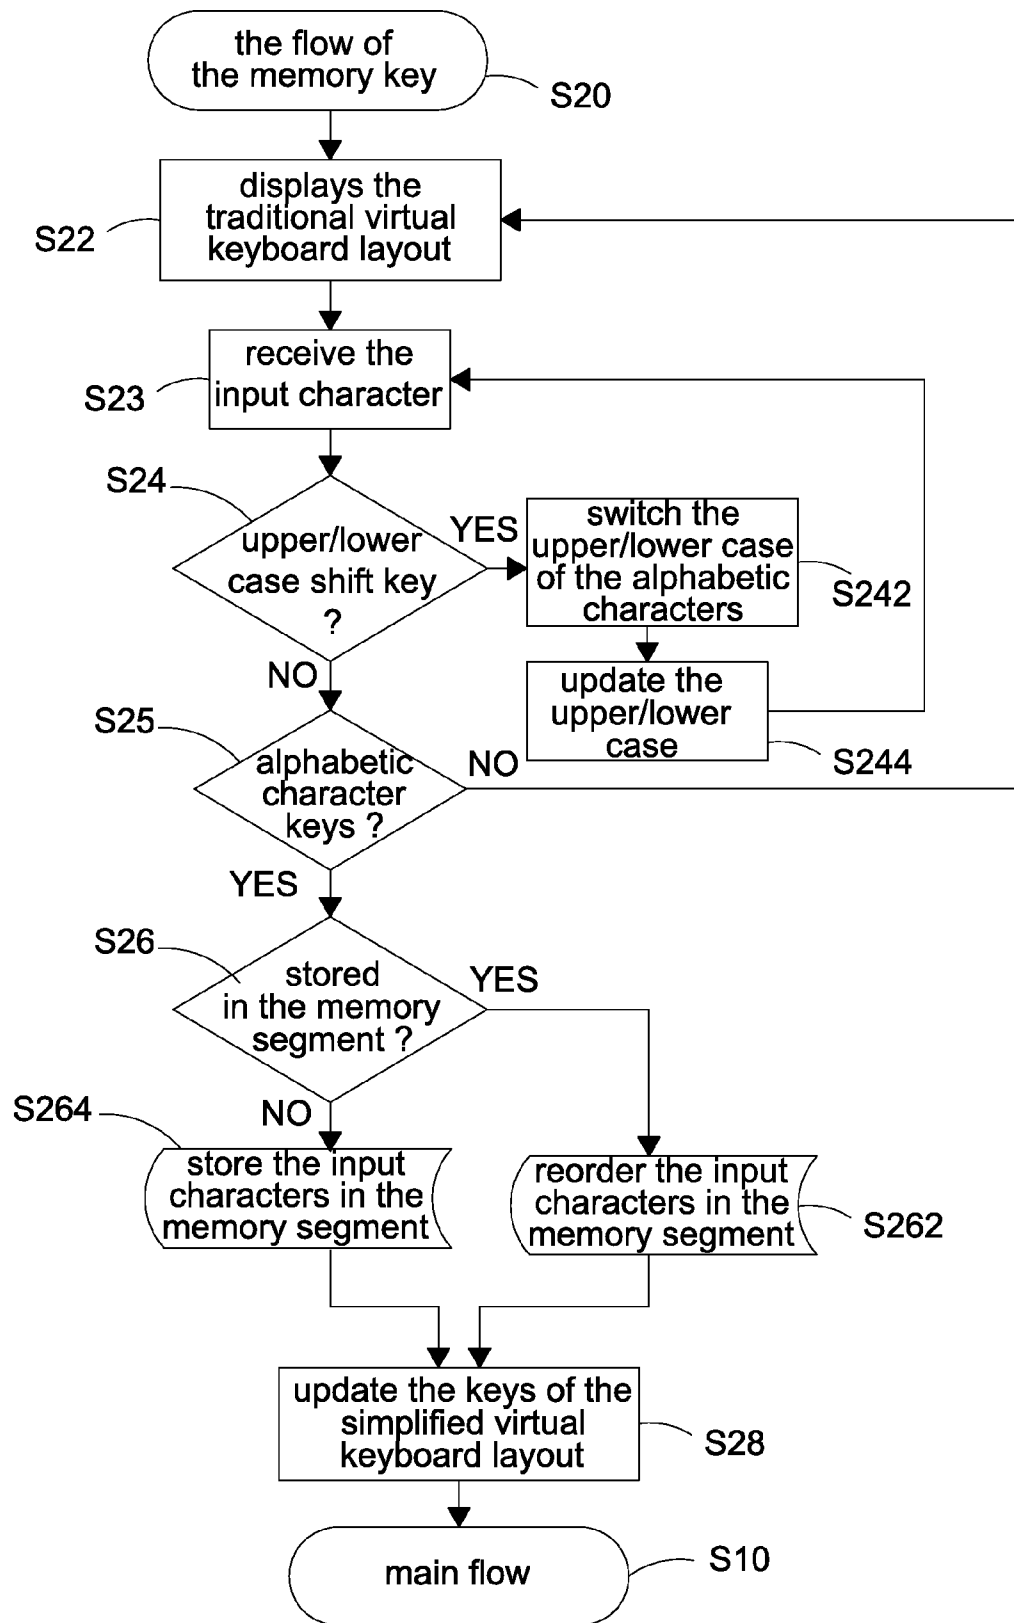 the flow of
the memory key
S20
displays the
traditional virtual
keyboard layout
S22
receive the
input character
S23
S24
upper/lower
case shift key
?
YES
switch the
upper/lower case
of the alphabetic
characters
S242
NO
update the
upper/lower
case
S244
S25
alphabetic
character
keys ?
NO
YES
S26
stored
in the memory
segment ?
YES
NO
S264
store the input
characters in the
memory segment
reorder the input
characters in the
memory segment
S262
update the keys of the
simplified virtual
keyboard layout
S28
main flow
S10